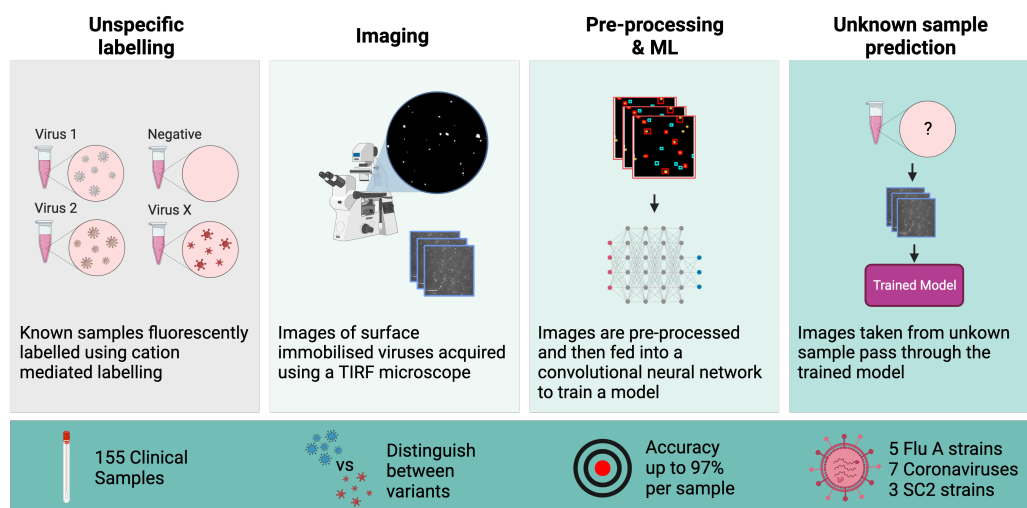 Unspecific
labelling
Imaging
Pre-processing
& ML
Unknown sample
prediction
Virus 1
Negative
Virus 2
Virus X
?
Trained Model
Known samples fluorescently
labelled using cation
mediated labelling
Images of surface
immobilised viruses acquired
using a TIRF microscope
Images are pre-processed
and then fed into a
convolutional neural network
to train a model
Images taken from unkown
sample pass through the
trained model
155 Clinical
Samples
vs
Distinguish
between
variants
Accuracy
up to 97%
per sample
5 Flu A strains
7 Coronaviruses
3 SC2 strains